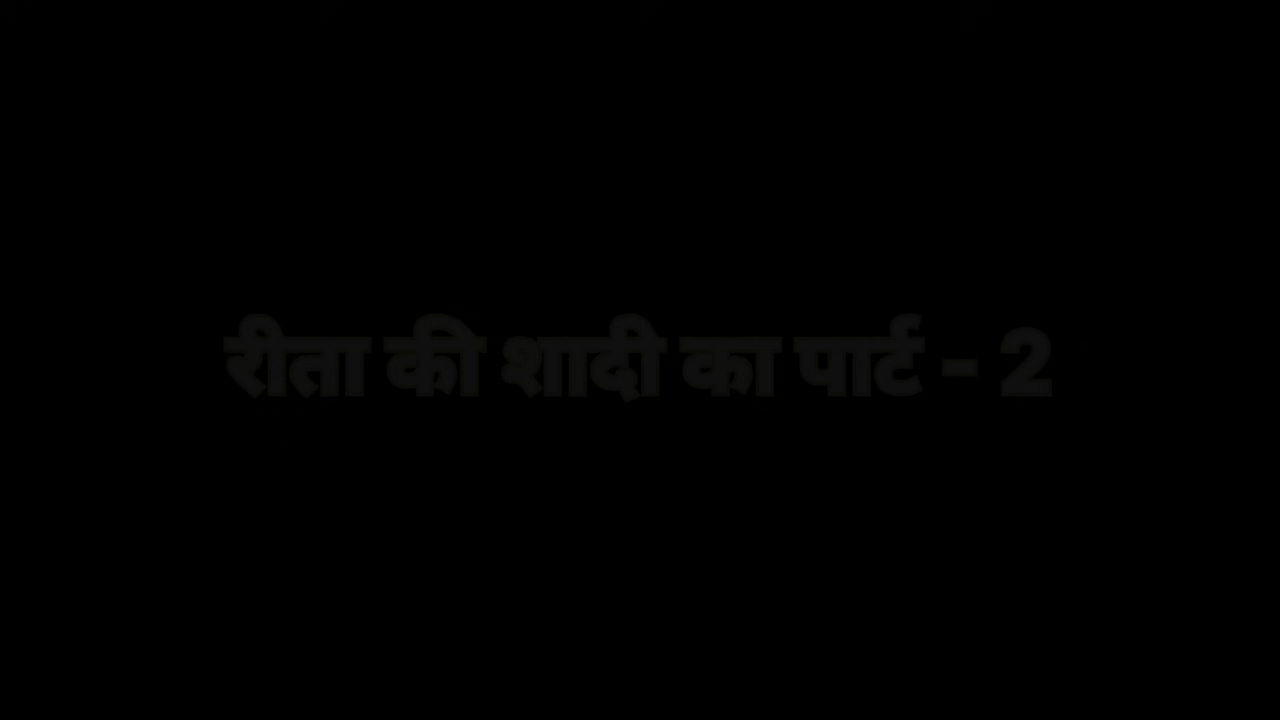 रीता की शादी का पार्ट - 2